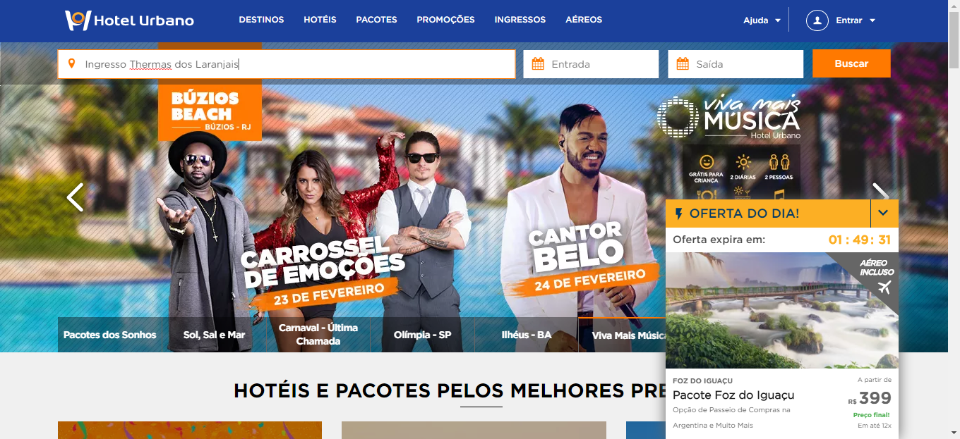 Hotel Urbano
DESTINOS HOTÉIS PACOTES PROMOÇÕES INGRESSOS AÉREOS
Ajuda Entrar
Ingresso Thermas dos Laranjais
Entrada
Saída
Buscar
BÚZIOS
BEACH
BÚZIOS - RJ
viva mais
MÚSICA
Hotel Urbano
GRÁTIS PARA
CRIANÇA
2 DIÁRIAS
2 PESSOAS
CARROSSEL
DE EMOÇÕES
23 DE FEVEREIRO
CANTOR
BELO
24 DE FEVEREIRO
OFERTA DO DIA!
Oferta expira em: 01 : 49 : 31
AÉREO
INCLUSO
Pacotes dos Sonhos
Sol, Sal e Mar
Carnaval - Última
Chamada
Olímpia - SP
Ilhéus - BA
Viva Mais Música
HOTÉIS E PACOTES PELOS MELHORES PRE
FOZ DO IGUAÇU
Pacote Foz do Iguaçu
Opção de Passeio de Compras na
Argentina e Muito Mais
A partir de
R$ 399
Preço final!
Em até 12x